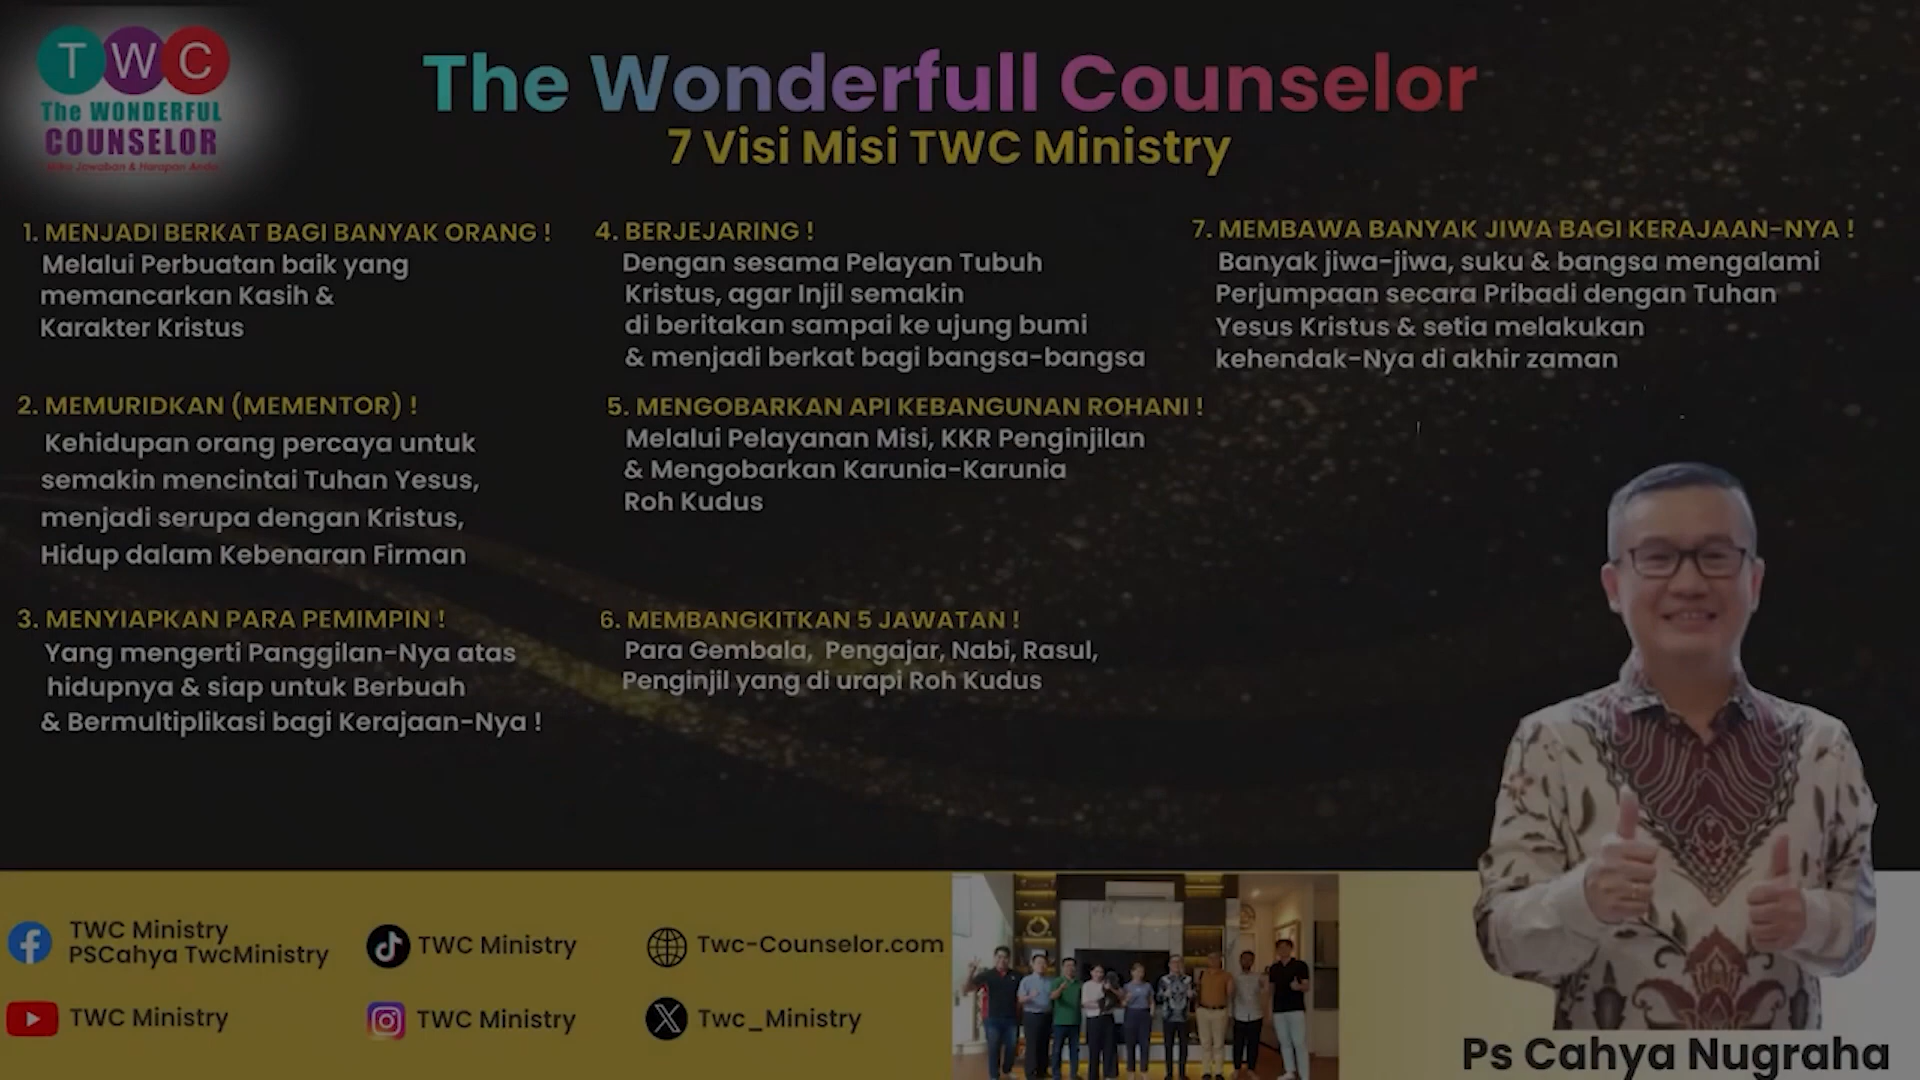 TWC
The WONDERFUL
COUNSELOR
Jawaban & Harapan Anda
The Wonderfull Counselor
7 Visi Misi TWC Ministry
1. MENJADI BERKAT BAGI BANYAK ORANG !
Melalui Perbuatan baik yang
memancarkan Kasih &
Karakter Kristus
2. MEMURIDKAN (MEMENTOR) !
Kehidupan orang percaya untuk
semakin mencintai Tuhan Yesus,
menjadi serupa dengan Kristus,
Hidup dalam Kebenaran Firman
3. MENYIAPKAN PARA PEMIMPIN !
Yang mengerti Panggilan-Nya atas
hidupnya & siap untuk Berbuah
& Bermultiplikasi bagi Kerajaan-Nya !
4. BERJEJARING !
Dengan sesama Pelayan Tubuh
Kristus, agar Injil semakin
di beritakan sampai ke ujung bumi
& menjadi berkat bagi bangsa-bangsa
5. MENGOBARKAN API KEBANGUNAN ROHANI !
Melalui Pelayanan Misi, KKR Penginjilan
& Mengobarkan Karunia-Karunia
Roh Kudus
6. MEMBANGKITKAN 5 JAWATAN !
Para Gembala, Pengajar, Nabi, Rasul,
Penginjil yang di urapi Roh Kudus
7. MEMBAWA BANYAK JIWA BAGI KERAJAAN-NYA !
Banyak jiwa-jiwa, suku & bangsa mengalami
Perjumpaan secara Pribadi dengan Tuhan
Yesus Kristus & setia melakukan
kehendak-Nya di akhir zaman
TWC Ministry
PSCahya TwcMinistry
TWC Ministry
Twc-Counselor.com
TWC Ministry
TWC Ministry
Twc_Ministry
Ps Cahya Nugraha